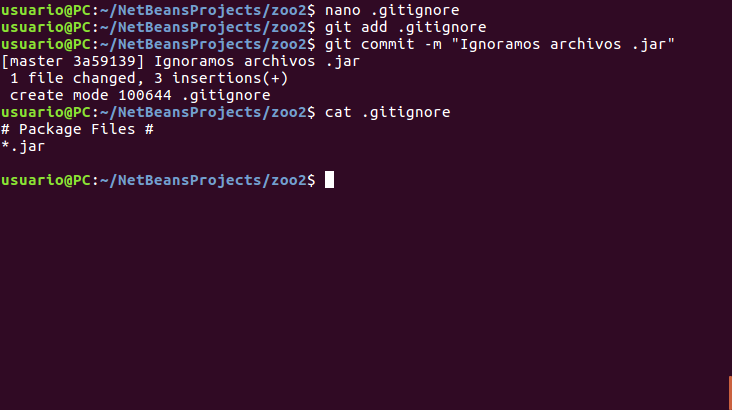 usuario@PC:~/NetBeansProjects/zoo2$ nano .gitignore
usuario@PC:~/NetBeansProjects/zoo2$ git add .gitignore
usuario@PC:~/NetBeansProjects/zoo2$ git commit -m "Ignoramos archivos .jar"
[master 3a59139] Ignoramos archivos .jar
 1 file changed, 3 insertions(+)
 create mode 100644 .gitignore
usuario@PC:~/NetBeansProjects/zoo2$ cat .gitignore
# Package Files #
*.jar

usuario@PC:~/NetBeansProjects/zoo2$